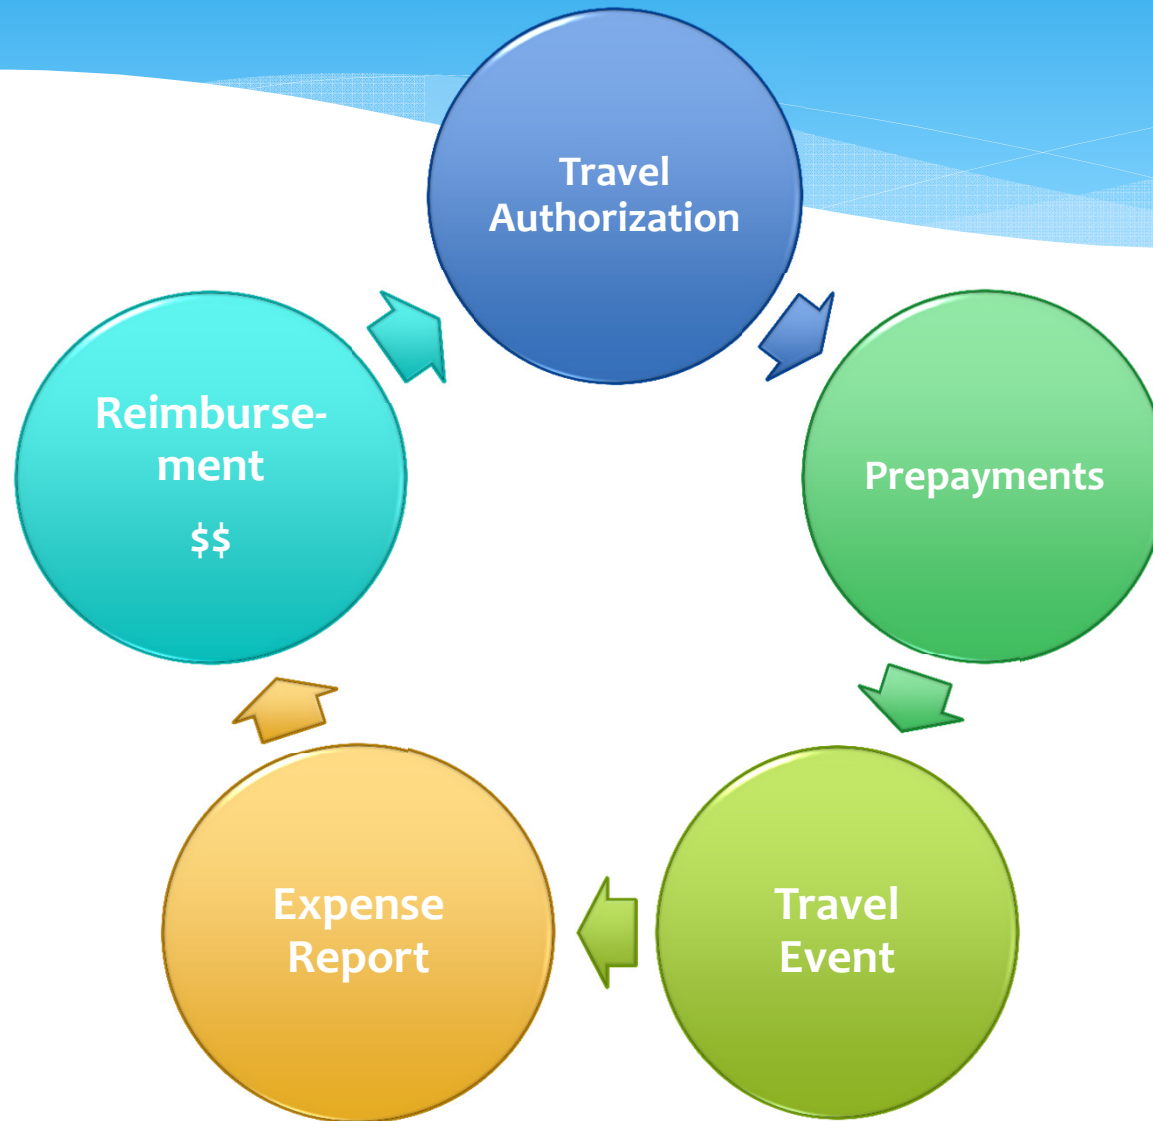 Travel
Authorization
Prepayments
Travel
Event
Expense
Report
Reimburse-
ment
$$